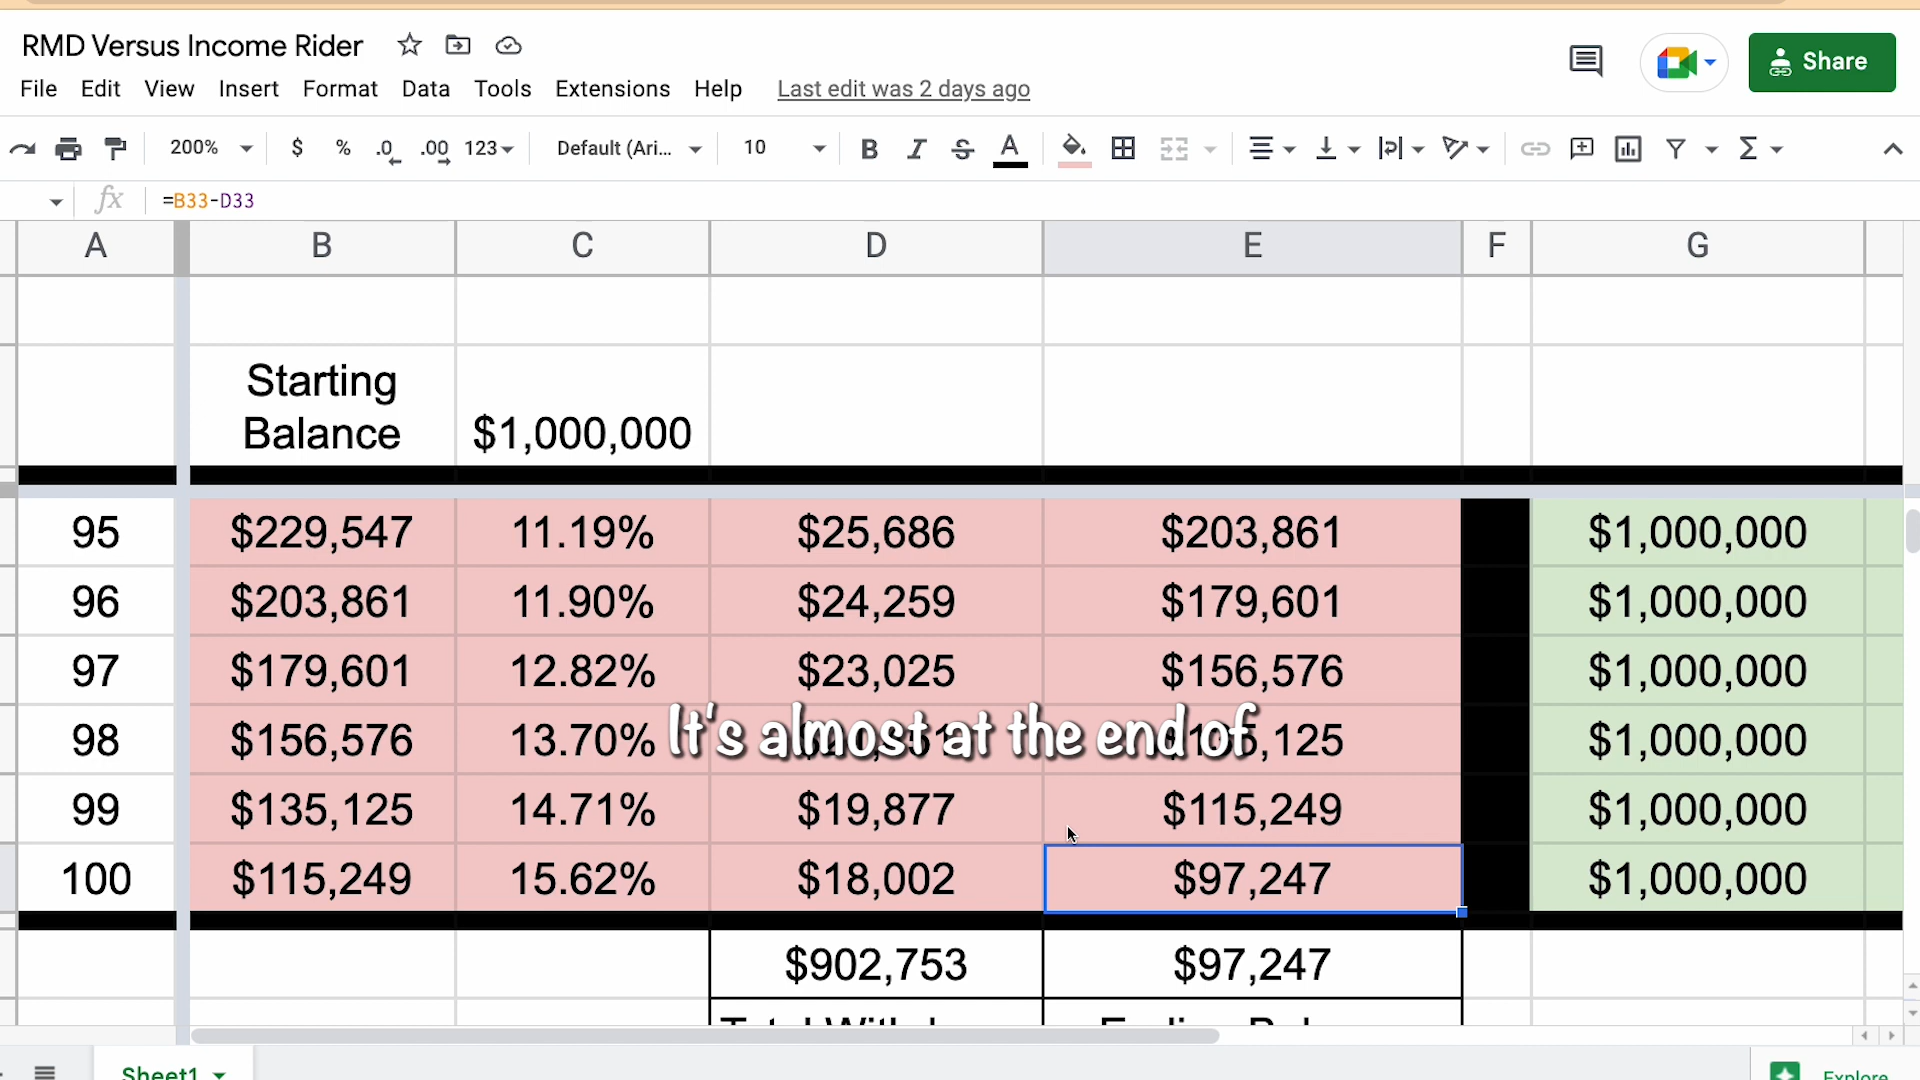 RMD Versus Income Rider
Share
File Edit View Insert Format Data Tools Extensions Help Last edit was 2 days ago
200% $ % .0 .00 123 Default (Ari... 10 B I S A
fx =B33-D33
A B C D E F G
Starting
Balance $1,000,000
95 $229,547 11.19% $25,686 $203,861 $1,000,000
96 $203,861 11.90% $24,259 $179,601 $1,000,000
97 $179,601 12.82% $23,025 $156,576 $1,000,000
98 $156,576 13.70% $1,000,000
It's almost at the end of
99 $135,125 14.71% $19,877 $115,249 $1,000,000
100 $115,249 15.62% $18,002 $97,247 $1,000,000
$902,753 $97,247
Sheet1 Explore